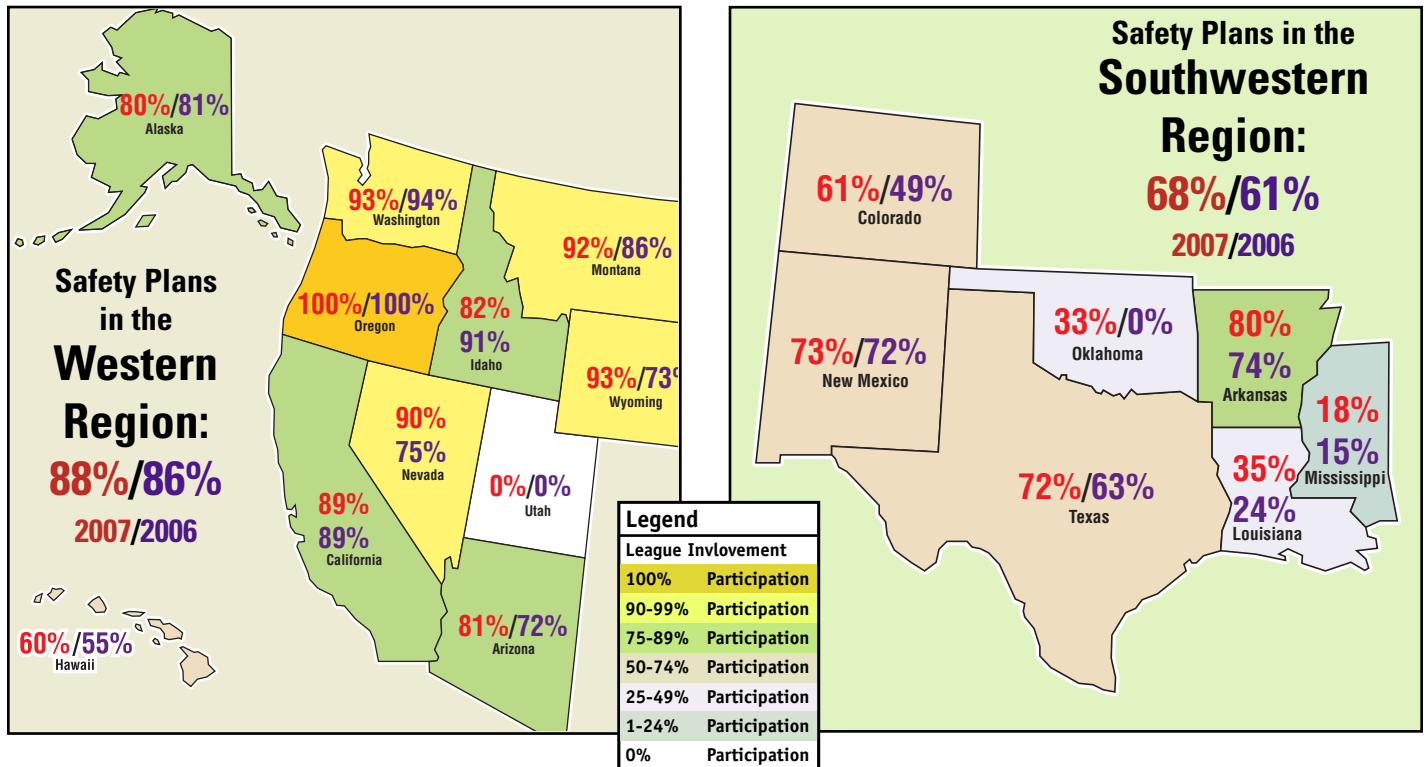 80%/81%
Alaska
93%/94%
Washington
92%/86%
Montana
100%/100%
Oregon
82%
91%
Idaho
93%/73%
Wyoming
90%
75%
Nevada
0%/0%
Utah
89%
89%
California
81%/72%
Arizona
60%/55%
Hawaii
Safety Plans
in the
Western
Region:
88%/86%
2007/2006
Legend
League Invlovement
100% Participation
90-99% Participation
75-89% Participation
50-74% Participation
25-49% Participation
1-24% Participation
0% Participation
Safety Plans in the
Southwestern
Region:
68%/61%
2007/2006
61%/49%
Colorado
73%/72%
New Mexico
33%/0%
Oklahoma
80%
74%
Arkansas
18%
15%
Mississippi
35%
24%
Louisiana
72%/63%
Texas